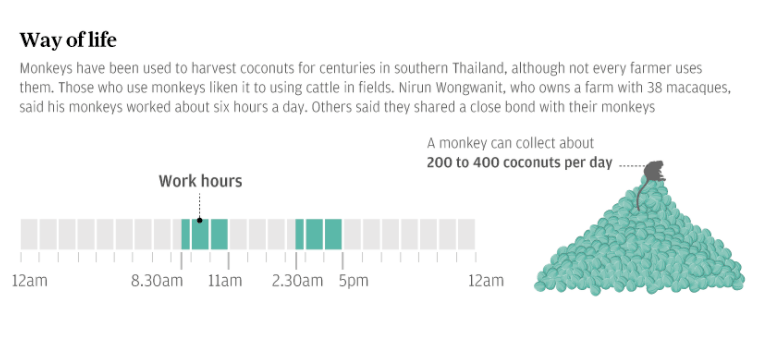 Way of life
Monkeys have been used to harvest coconuts for centuries in southern Thailand, although not every farmer uses
them. Those who use monkeys liken it to using cattle in fields. Nirun Wongwanit, who owns a farm with 38 macaques,
said his monkeys worked about six hours a day. Others said they shared a close bond with their monkeys
A monkey can collect about
200 to 400 coconuts per day
Work hours
12am 8.30am 11am 2.30am 5pm 12am